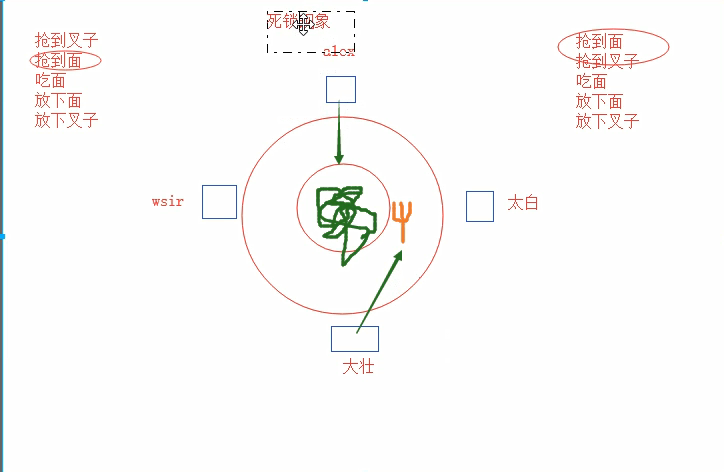 死锁现象
alex
抢到叉子
抢到面
吃面
放下面
放下叉子
抢到面
抢到叉子
吃面
放下面
放下叉子
wsir
太白
大壮